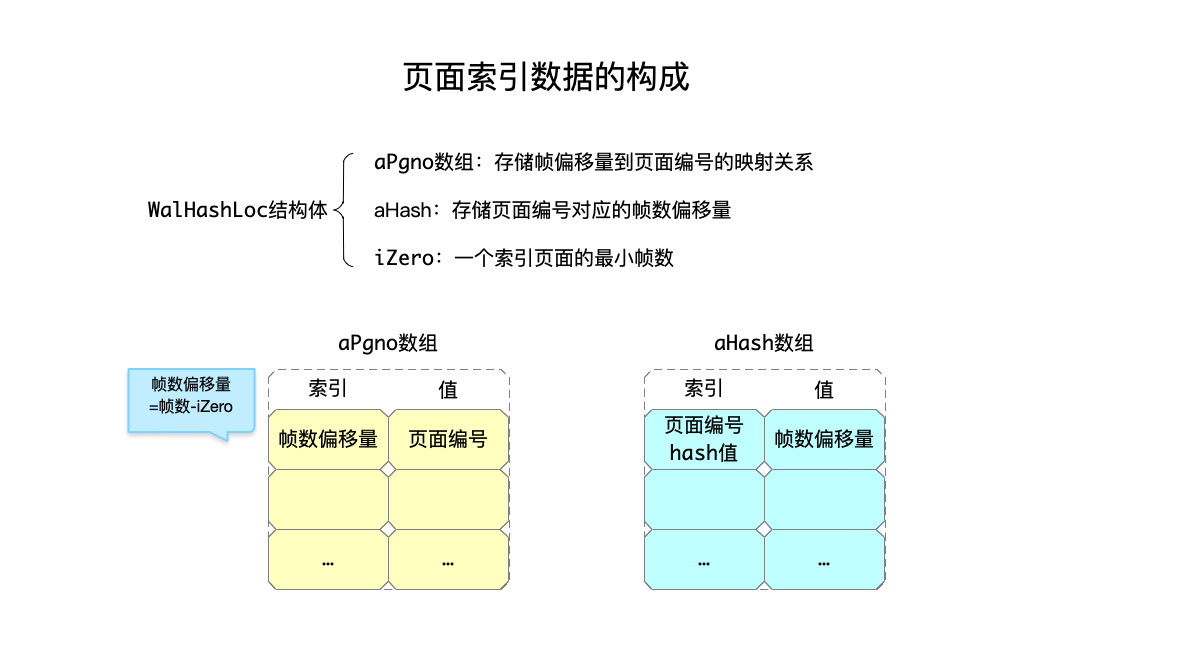 页面索引数据的构成
WalHashLoc结构体
aPgno数组：存储帧偏移量到页面编号的映射关系
aHash：存储页面编号对应的帧数偏移量
iZero：一个索引页面的最小帧数
aPgno数组
帧数偏移量
=帧数-iZero
索引 值
帧数偏移量 页面编号
... ...
aHash数组
索引 值
页面编号
hash值
帧数偏移量
... ...